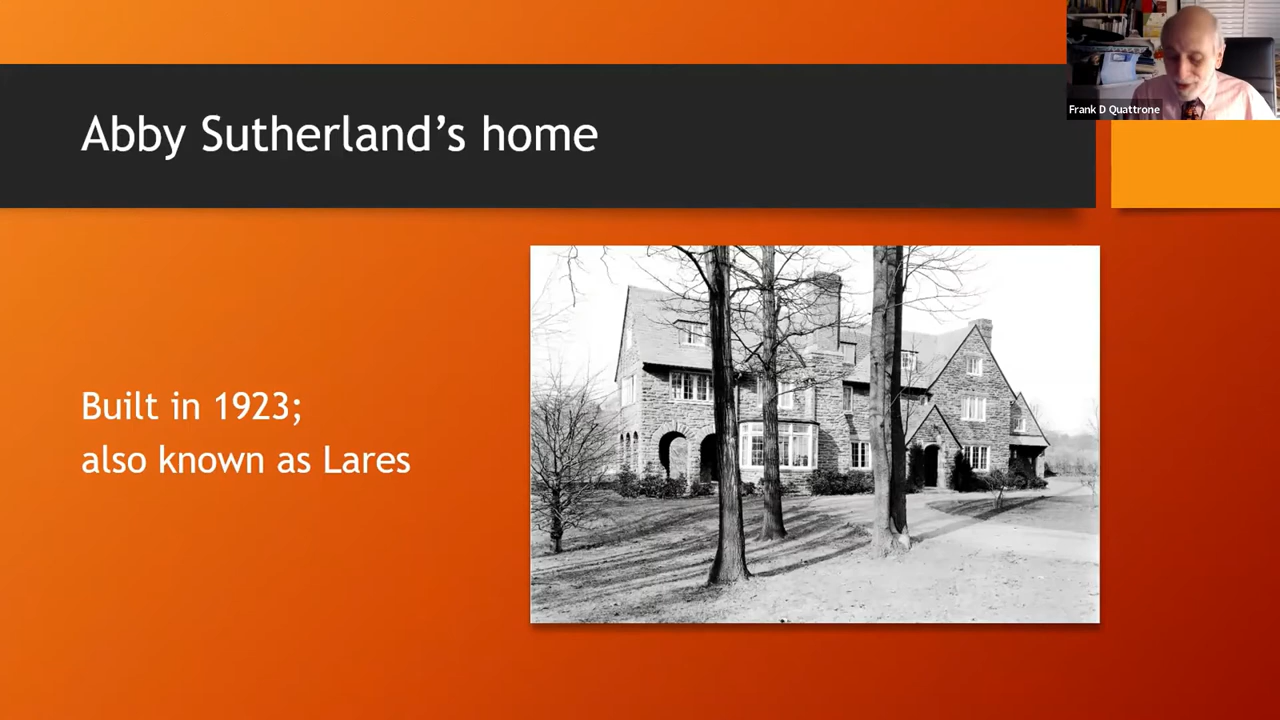 Abby Sutherland’s home
Frank D Quattrone
Built in 1923;
also known as Lares